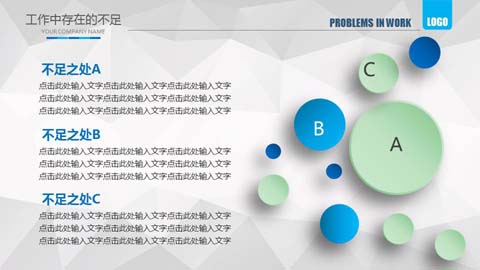 工作中存在的不足
YOUR COMPANY NAME
PROBLEMS IN WORK
LOGO
不足之处A
点击此处输入文字点击此处输入文字点击此处输入文字
点击此处输入文字点击此处输入文字点击此处输入文字
点击此处输入文字点击此处输入文字点击此处输入文字
不足之处B
点击此处输入文字点击此处输入文字点击此处输入文字
点击此处输入文字点击此处输入文字点击此处输入文字
点击此处输入文字点击此处输入文字点击此处输入文字
不足之处C
点击此处输入文字点击此处输入文字点击此处输入文字
点击此处输入文字点击此处输入文字点击此处输入文字
点击此处输入文字点击此处输入文字点击此处输入文字
C
B
A